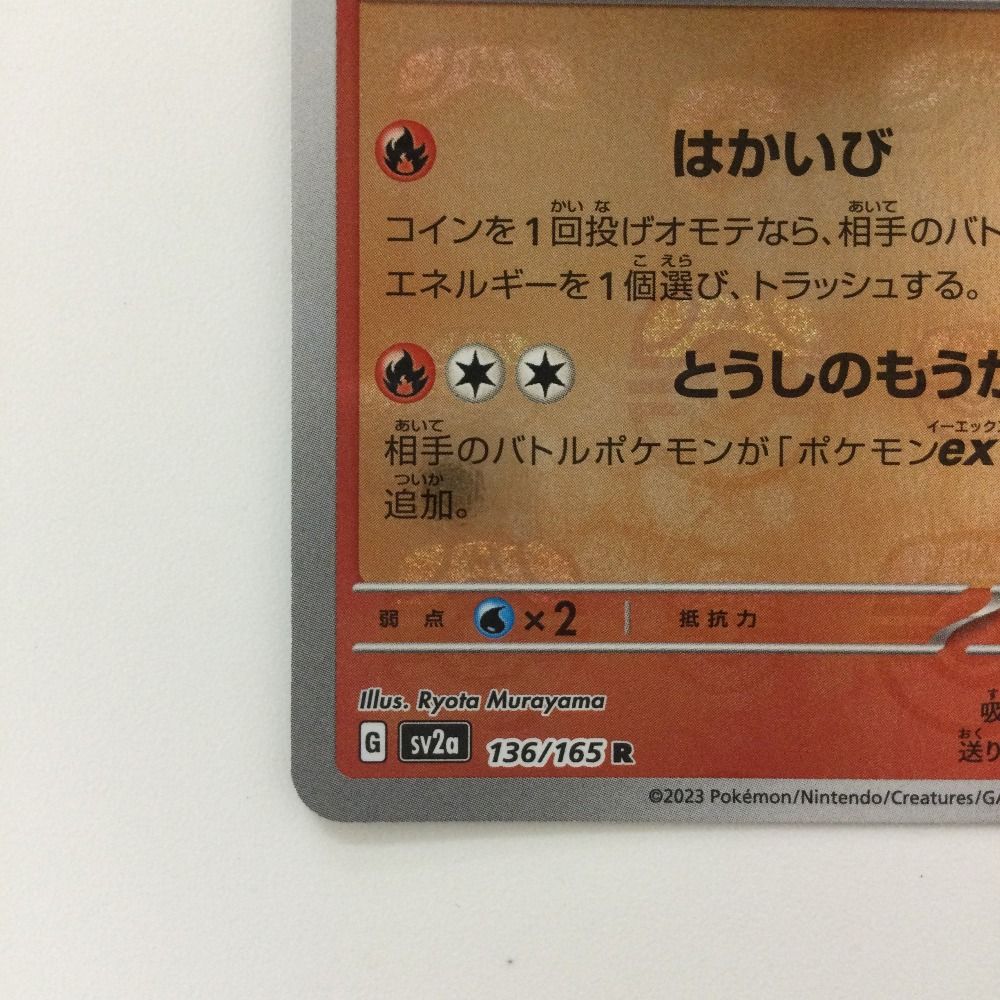 はかいび
かい な あいて
コインを1回投げオモテなら、相手のバト
こ えら
エネルギーを1個選び、トラッシュする。
とうしのもうか
あいて イーエックス
相手のバトルポケモンが「ポケモンex
ついか
追加。
弱点 ×2 抵抗力
Illus. Ryota Murayama
す
吸
G sv2a 136/165 R
おく
送り
©2023 Pokémon/Nintendo/Creatures/GA